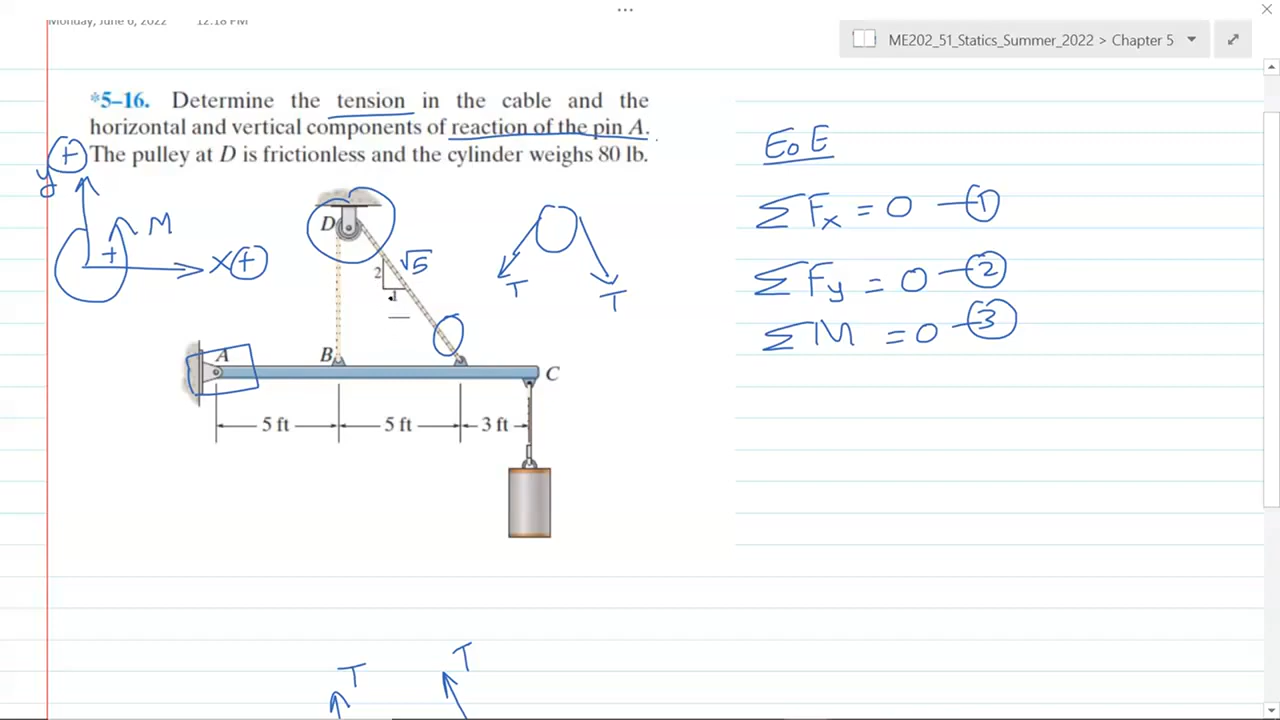 Monday, June 6, 2022 12:18 PM
ME202_51_Statics_Summer_2022 > Chapter 5
*5–16. Determine the tension in the cable and the
horizontal and vertical components of reaction of the pin A.
The pulley at D is frictionless and the cylinder weighs 80 lb.
EoE
y +
M
+
X +
D
2
1
√5
T
T
ΣFx = 0 —①
ΣFy = 0 —②
ΣM = 0 —③
A
B
C
5 ft
5 ft
3 ft
T
T